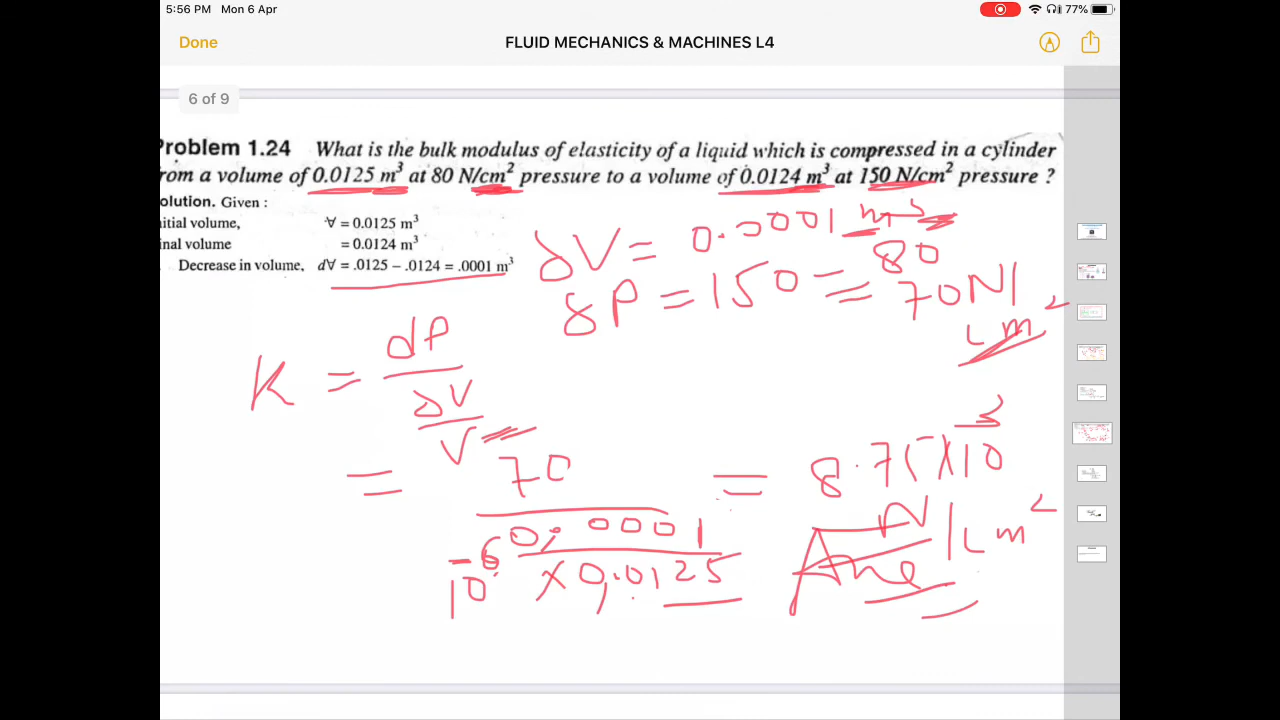 5:56 PM Mon 6 Apr
77%
Done
FLUID MECHANICS & MACHINES L4
6 of 9
Problem 1.24 What is the bulk modulus of elasticity of a liquid which is compressed in a cylinder
rom a volume of 0.0125 m³ at 80 N/cm² pressure to a volume of 0.0124 m³ at 150 N/cm² pressure ?
olution. Given :
itial volume, ∀ = 0.0125 m³
inal volume = 0.0124 m³
Decrease in volume, d∀ = .0125 – .0124 = .0001 m³
∂V = 0.0001 m³
δP = 150 = 80 = 70 N/cm²
K = dP / (∂V / V)
= 70 / (0.0001 / 0.0125) = 8.75 × 10³ N/cm²
10⁻⁶ ×
Ans